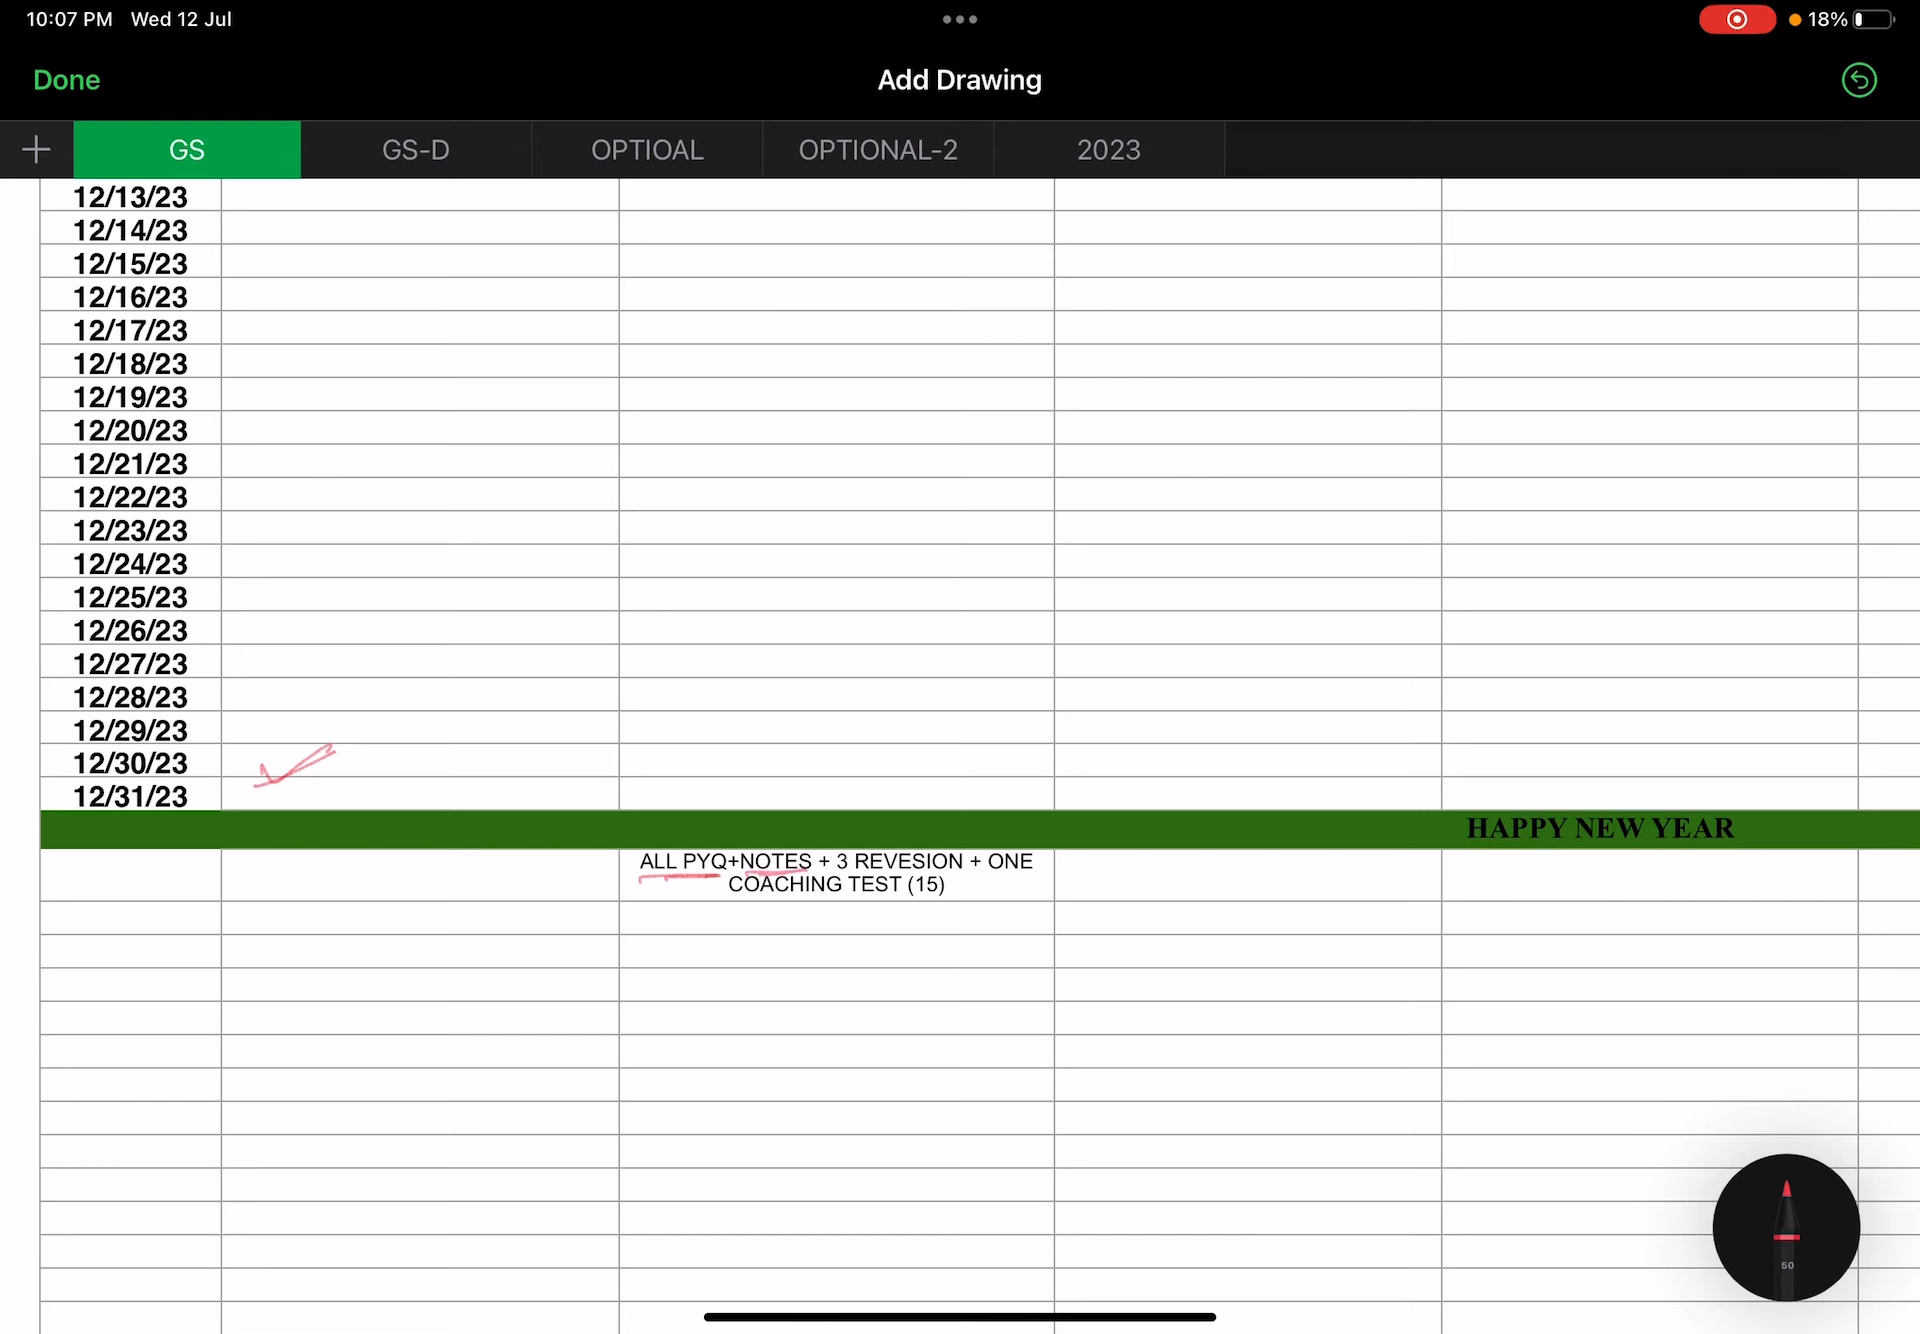 10:07 PM Wed 12 Jul
18%
Done
Add Drawing
GS
GS-D
OPTIOAL
OPTIONAL-2
2023
12/13/23
12/14/23
12/15/23
12/16/23
12/17/23
12/18/23
12/19/23
12/20/23
12/21/23
12/22/23
12/23/23
12/24/23
12/25/23
12/26/23
12/27/23
12/28/23
12/29/23
12/30/23
12/31/23
HAPPY NEW YEAR
ALL PYQ+NOTES + 3 REVESION + ONE
COACHING TEST (15)
50